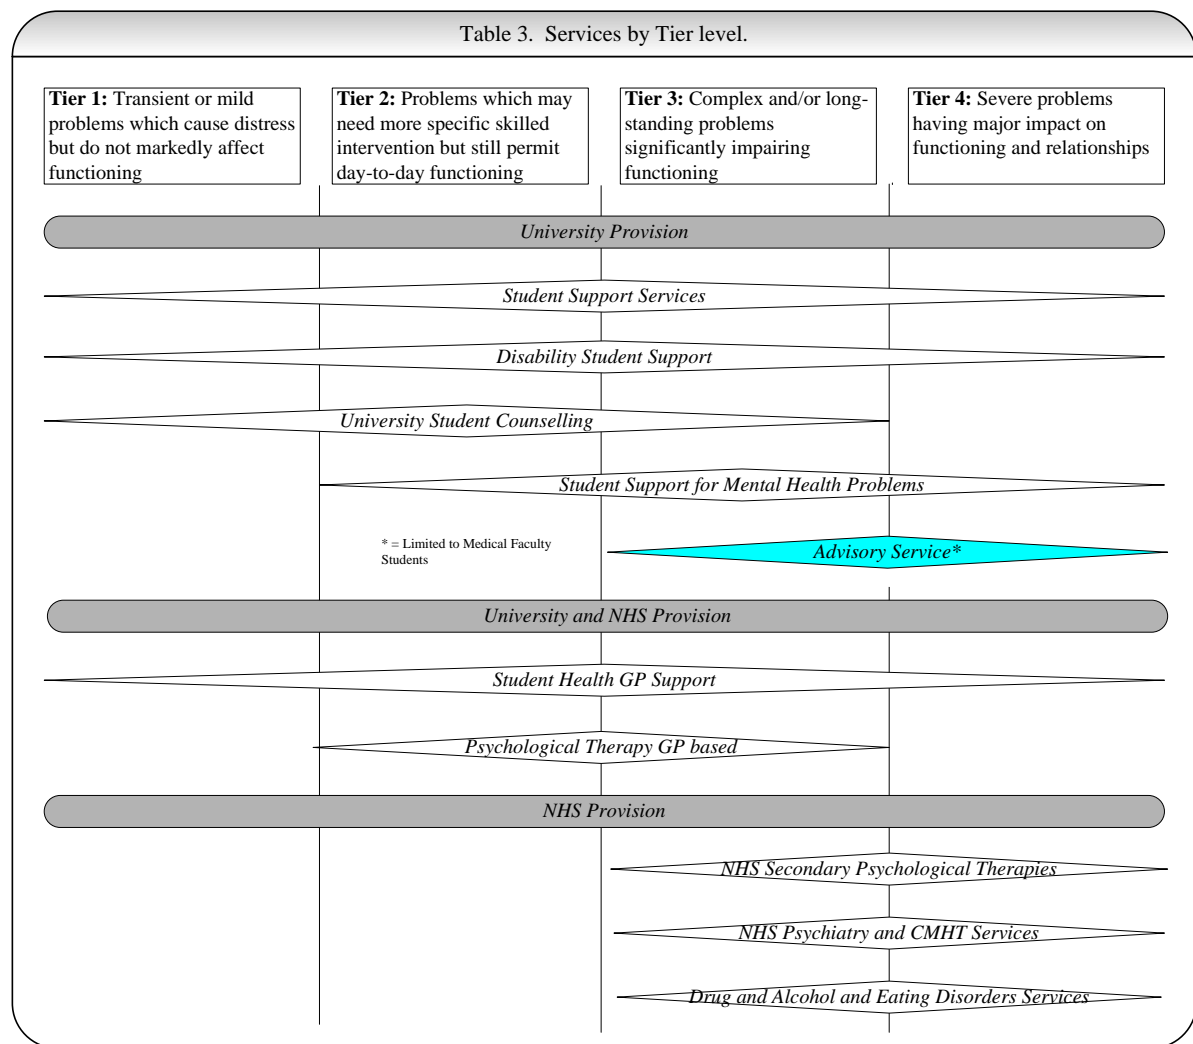 Table 3.  Services by Tier level.
Tier 1: Transient or mild
problems which cause distress
but do not markedly affect
functioning
Tier 2: Problems which may
need more specific skilled
intervention but still permit
day-to-day functioning
Tier 3: Complex and/or long-
standing problems
significantly impairing
functioning
Tier 4: Severe problems
having major impact on
functioning and relationships
University Provision
Student Support Services
Disability Student Support
University Student Counselling
Student Support for Mental Health Problems
* = Limited to Medical Faculty
Students
Advisory Service*
University and NHS Provision
Student Health GP Support
Psychological Therapy GP based
NHS Provision
NHS Secondary Psychological Therapies
NHS Psychiatry and CMHT Services
Drug and Alcohol and Eating Disorders Services